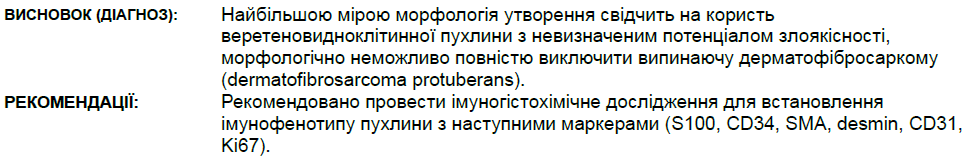 ВИСНОВОК (ДІАГНОЗ): Найбільшою мірою морфологія утворення свідчить на користь
веретеновидноклітинної пухлини з невизначеним потенціалом злоякісності,
морфологічно неможливо повністю виключити випинаючу дерматофібросаркому
(dermatofibrosarcoma protuberans).
РЕКОМЕНДАЦІЇ: Рекомендовано провести імуногістохімічне дослідження для встановлення
імунофенотипу пухлини з наступними маркерами (S100, CD34, SMA, desmin, CD31,
Ki67).